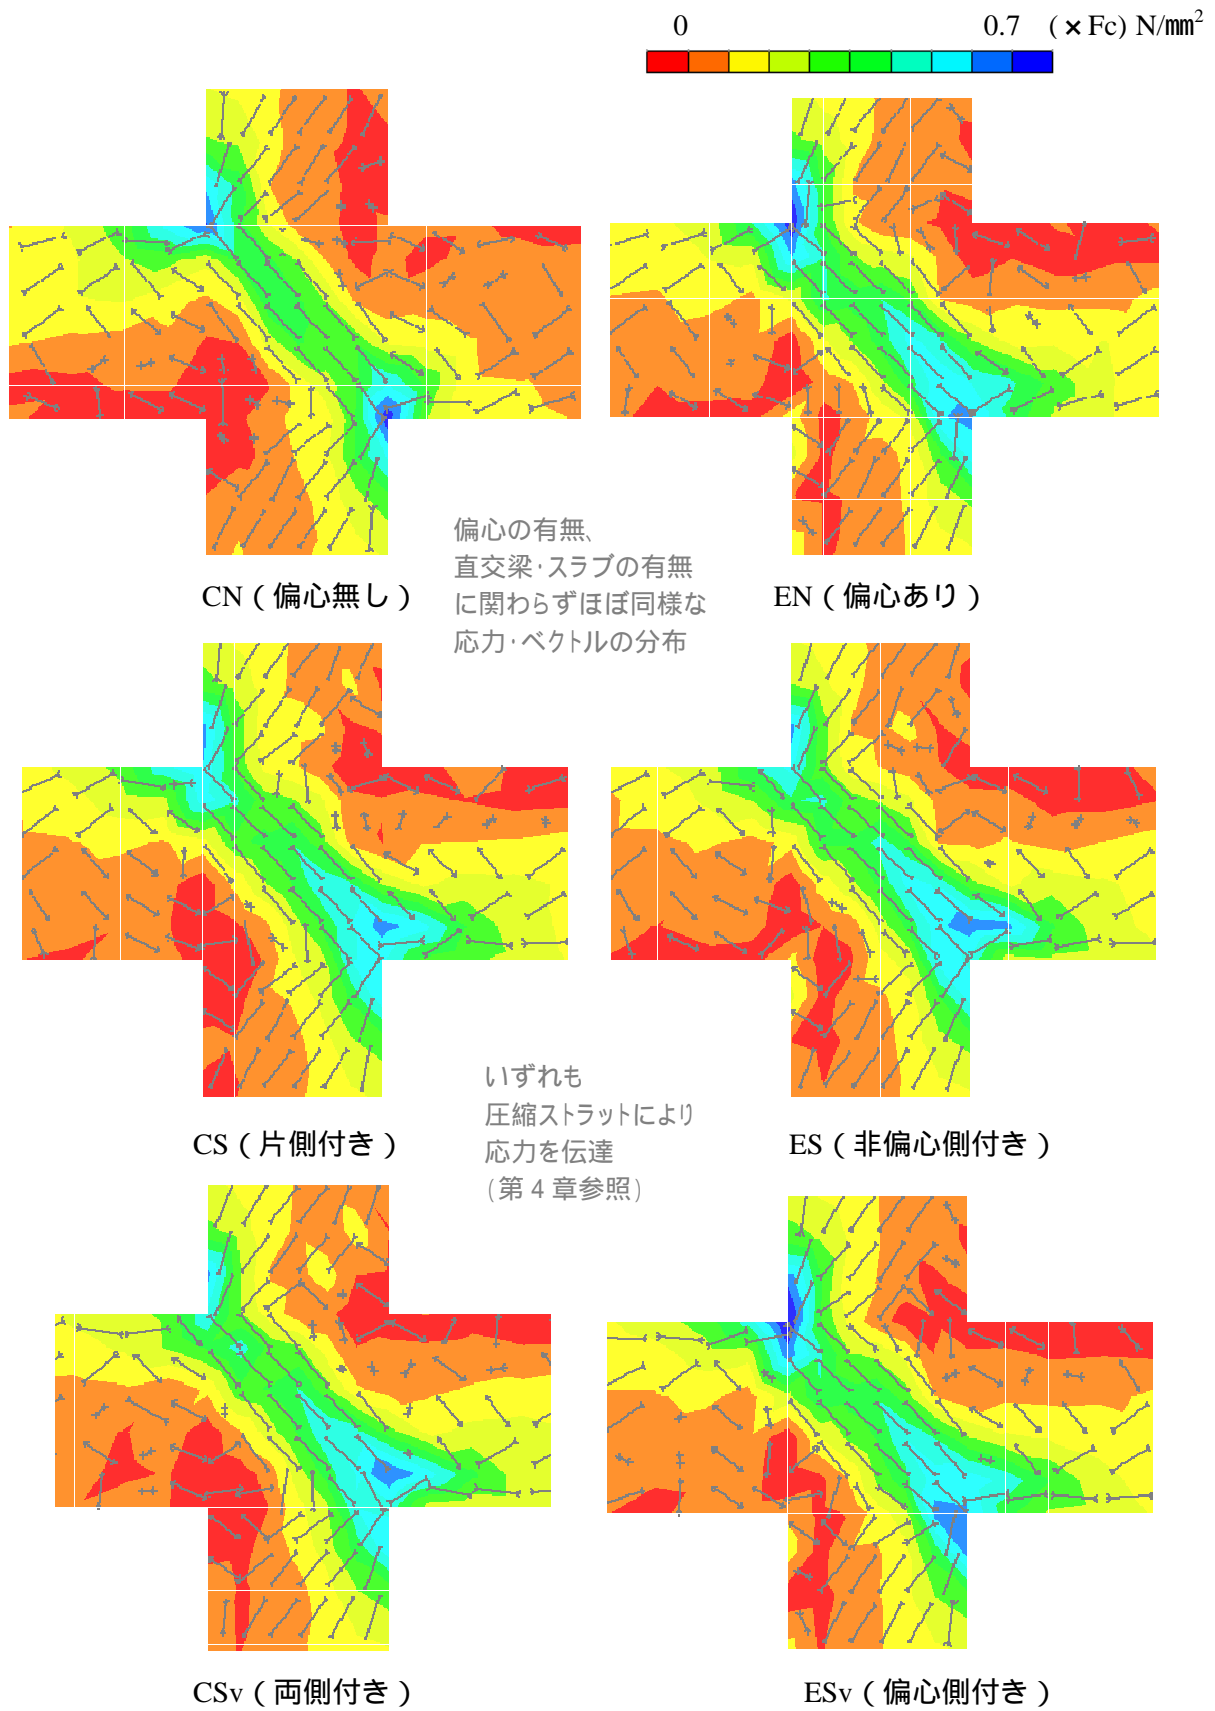 0 0.7 (×Fc) N/mm²
CN（偏心無し）
偏心の有無、
直交梁・スラブの有無
に関わらずほぼ同様な
応力・ベクトルの分布
EN（偏心あり）
CS（片側付き）
いずれも
圧縮ストラットにより
応力を伝達
(第４章参照)
ES（非偏心側付き）
CSv（両側付き）
ESv（偏心側付き）